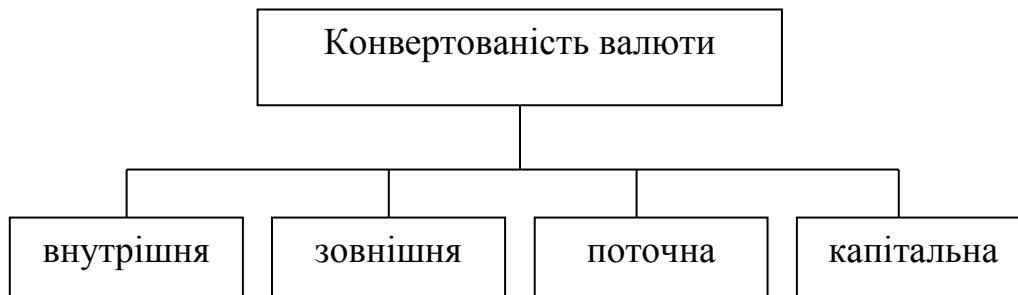 Конвертованість валюти
внутрішня
зовнішня
поточна
капітальна